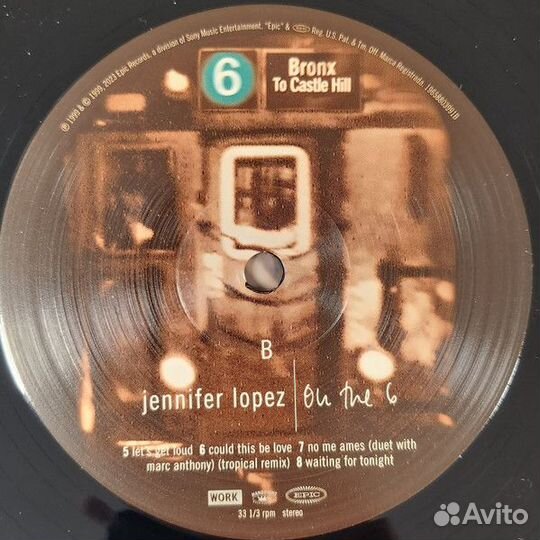 ℗ 1999 & © 1999, 2023 Epic Records, a division of Sony Music Entertainment. "Epic" & EPIC Reg. U.S. Pat. & Tm. Off. Marca Registrada.
6
Bronx
To Castle Hill
B
jennifer lopez on the 6
5 let's get loud 6 could this be love 7 no me ames (duet with
marc anthony) (tropical remix) 8 waiting for tonight
WORK EPIC
33 1/3 rpm stereo
Avito